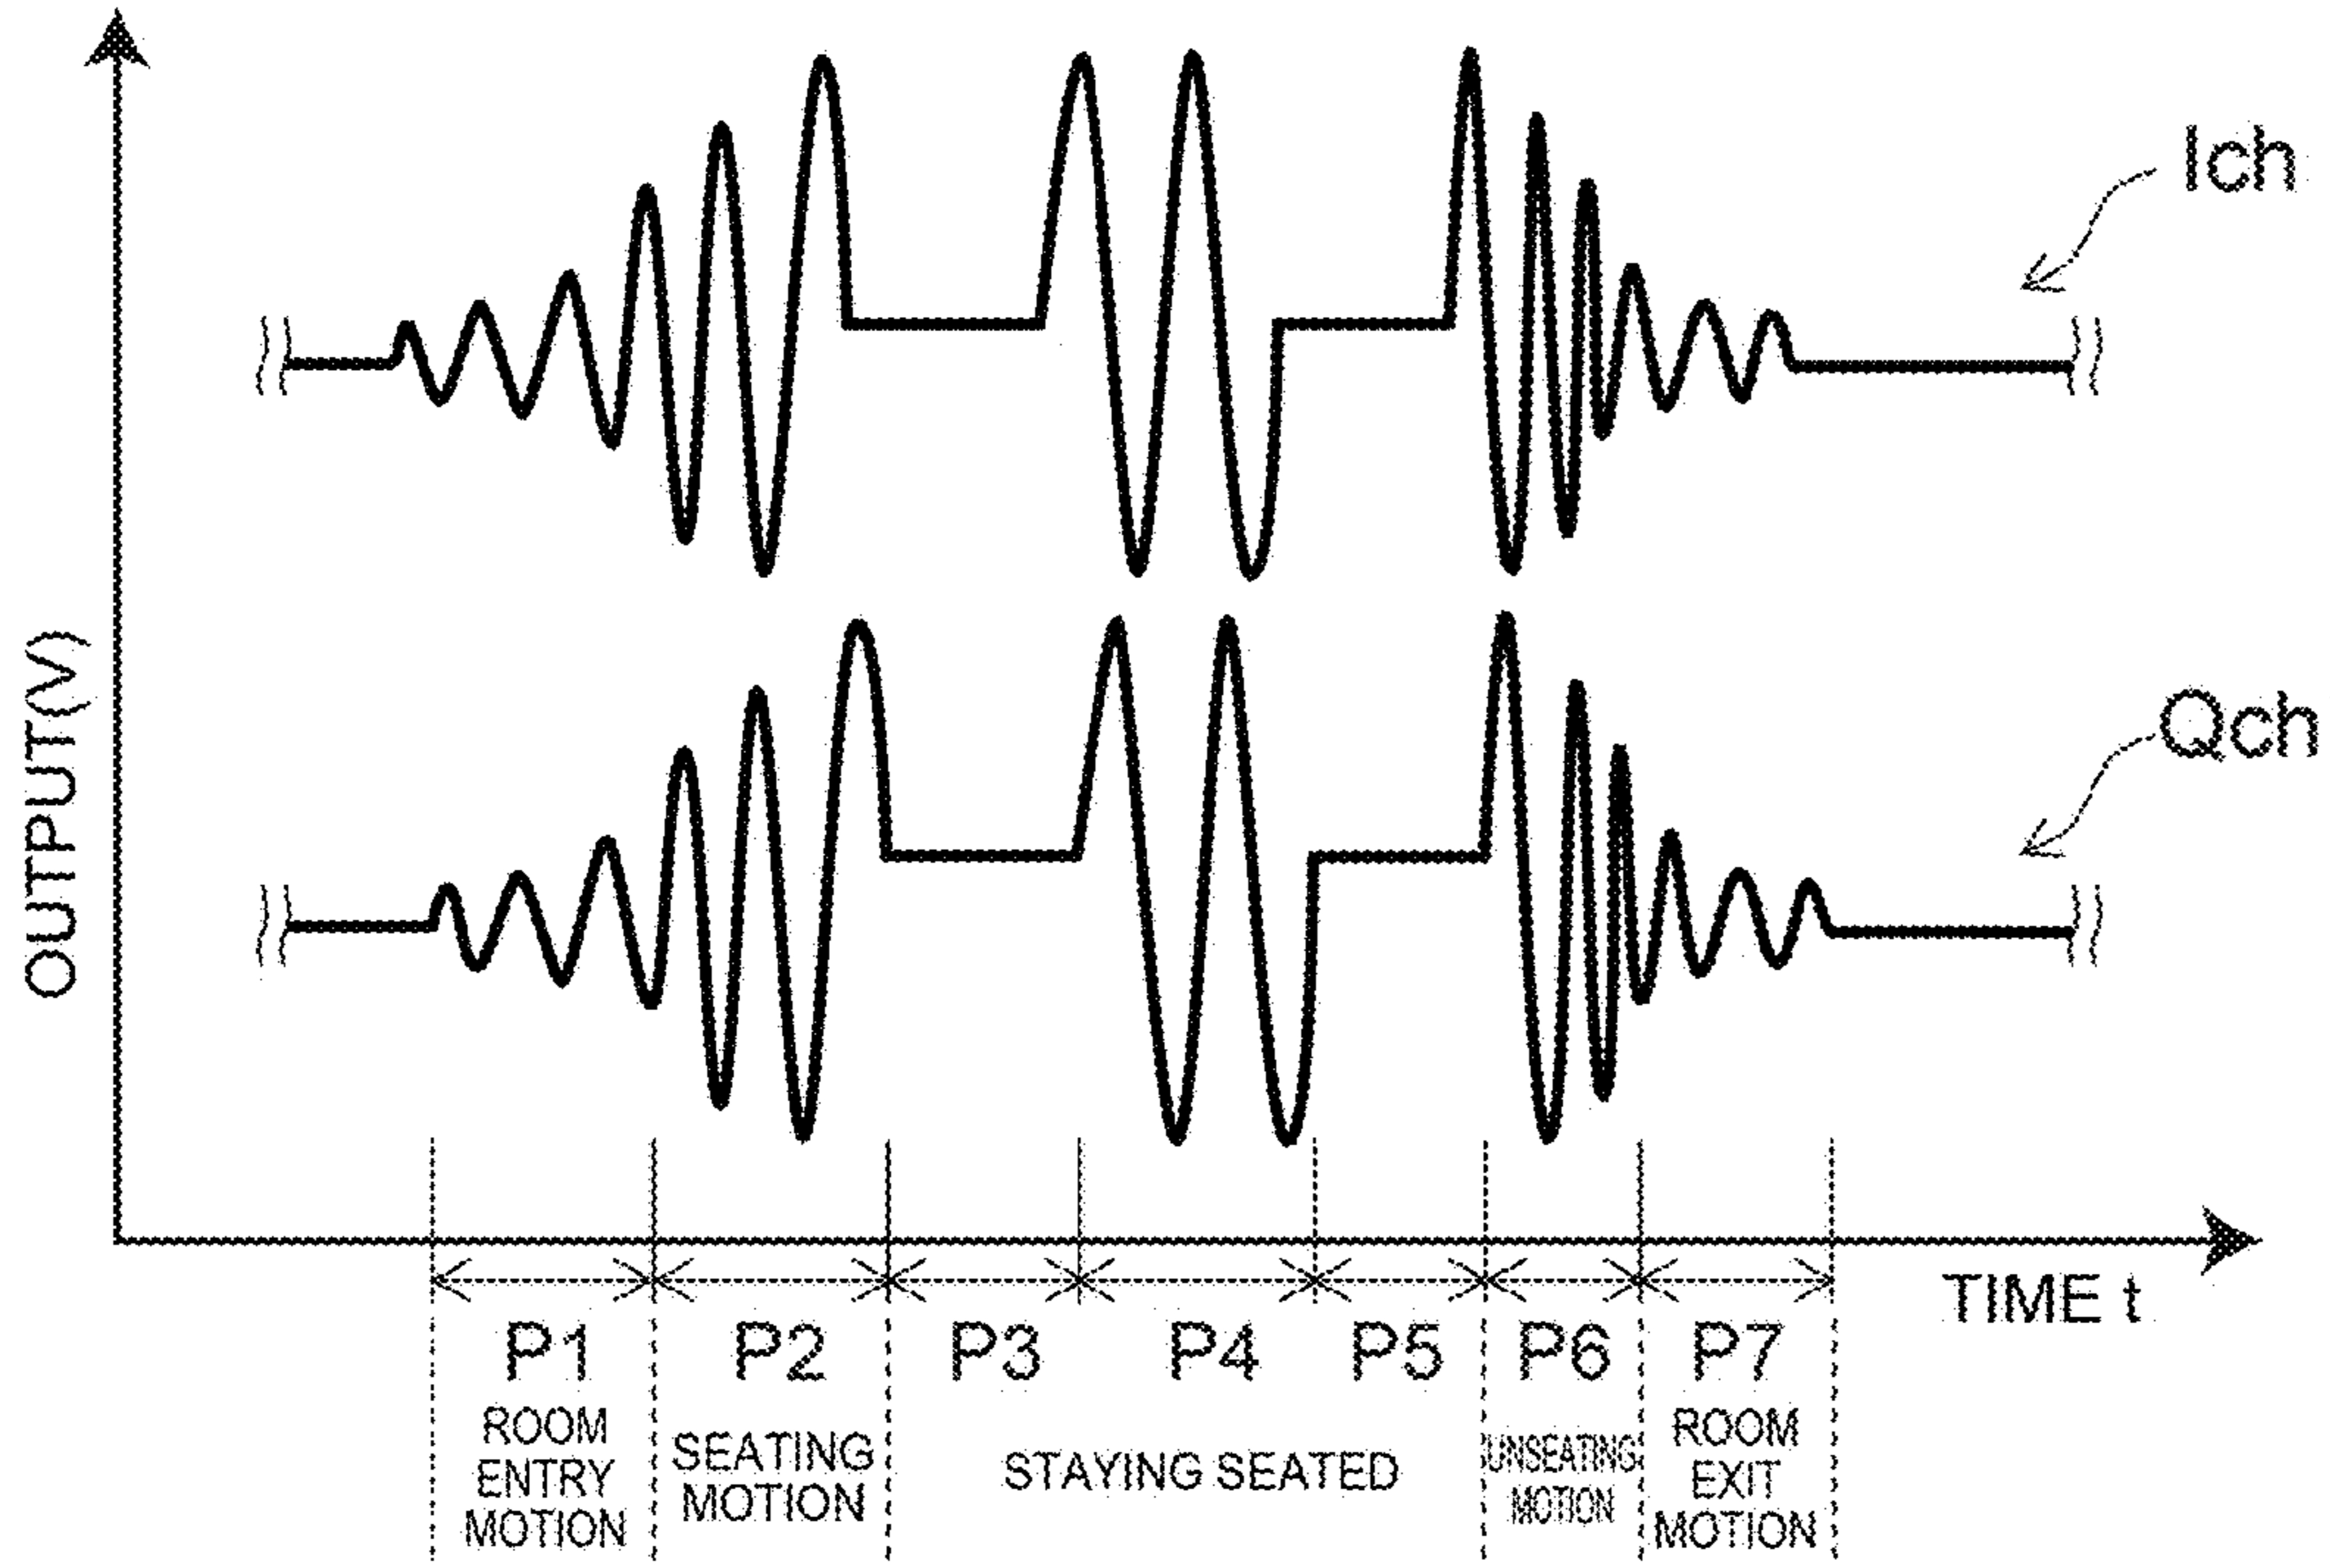 Ich
Qch
OUTPUT(V)
TIME t
P1
P2
P3
P4
P5
P6
P7
ROOM
ENTRY
MOTION
SEATING
MOTION
STAYING SEATED
UNSEATING
MOTION
ROOM
EXIT
MOTION